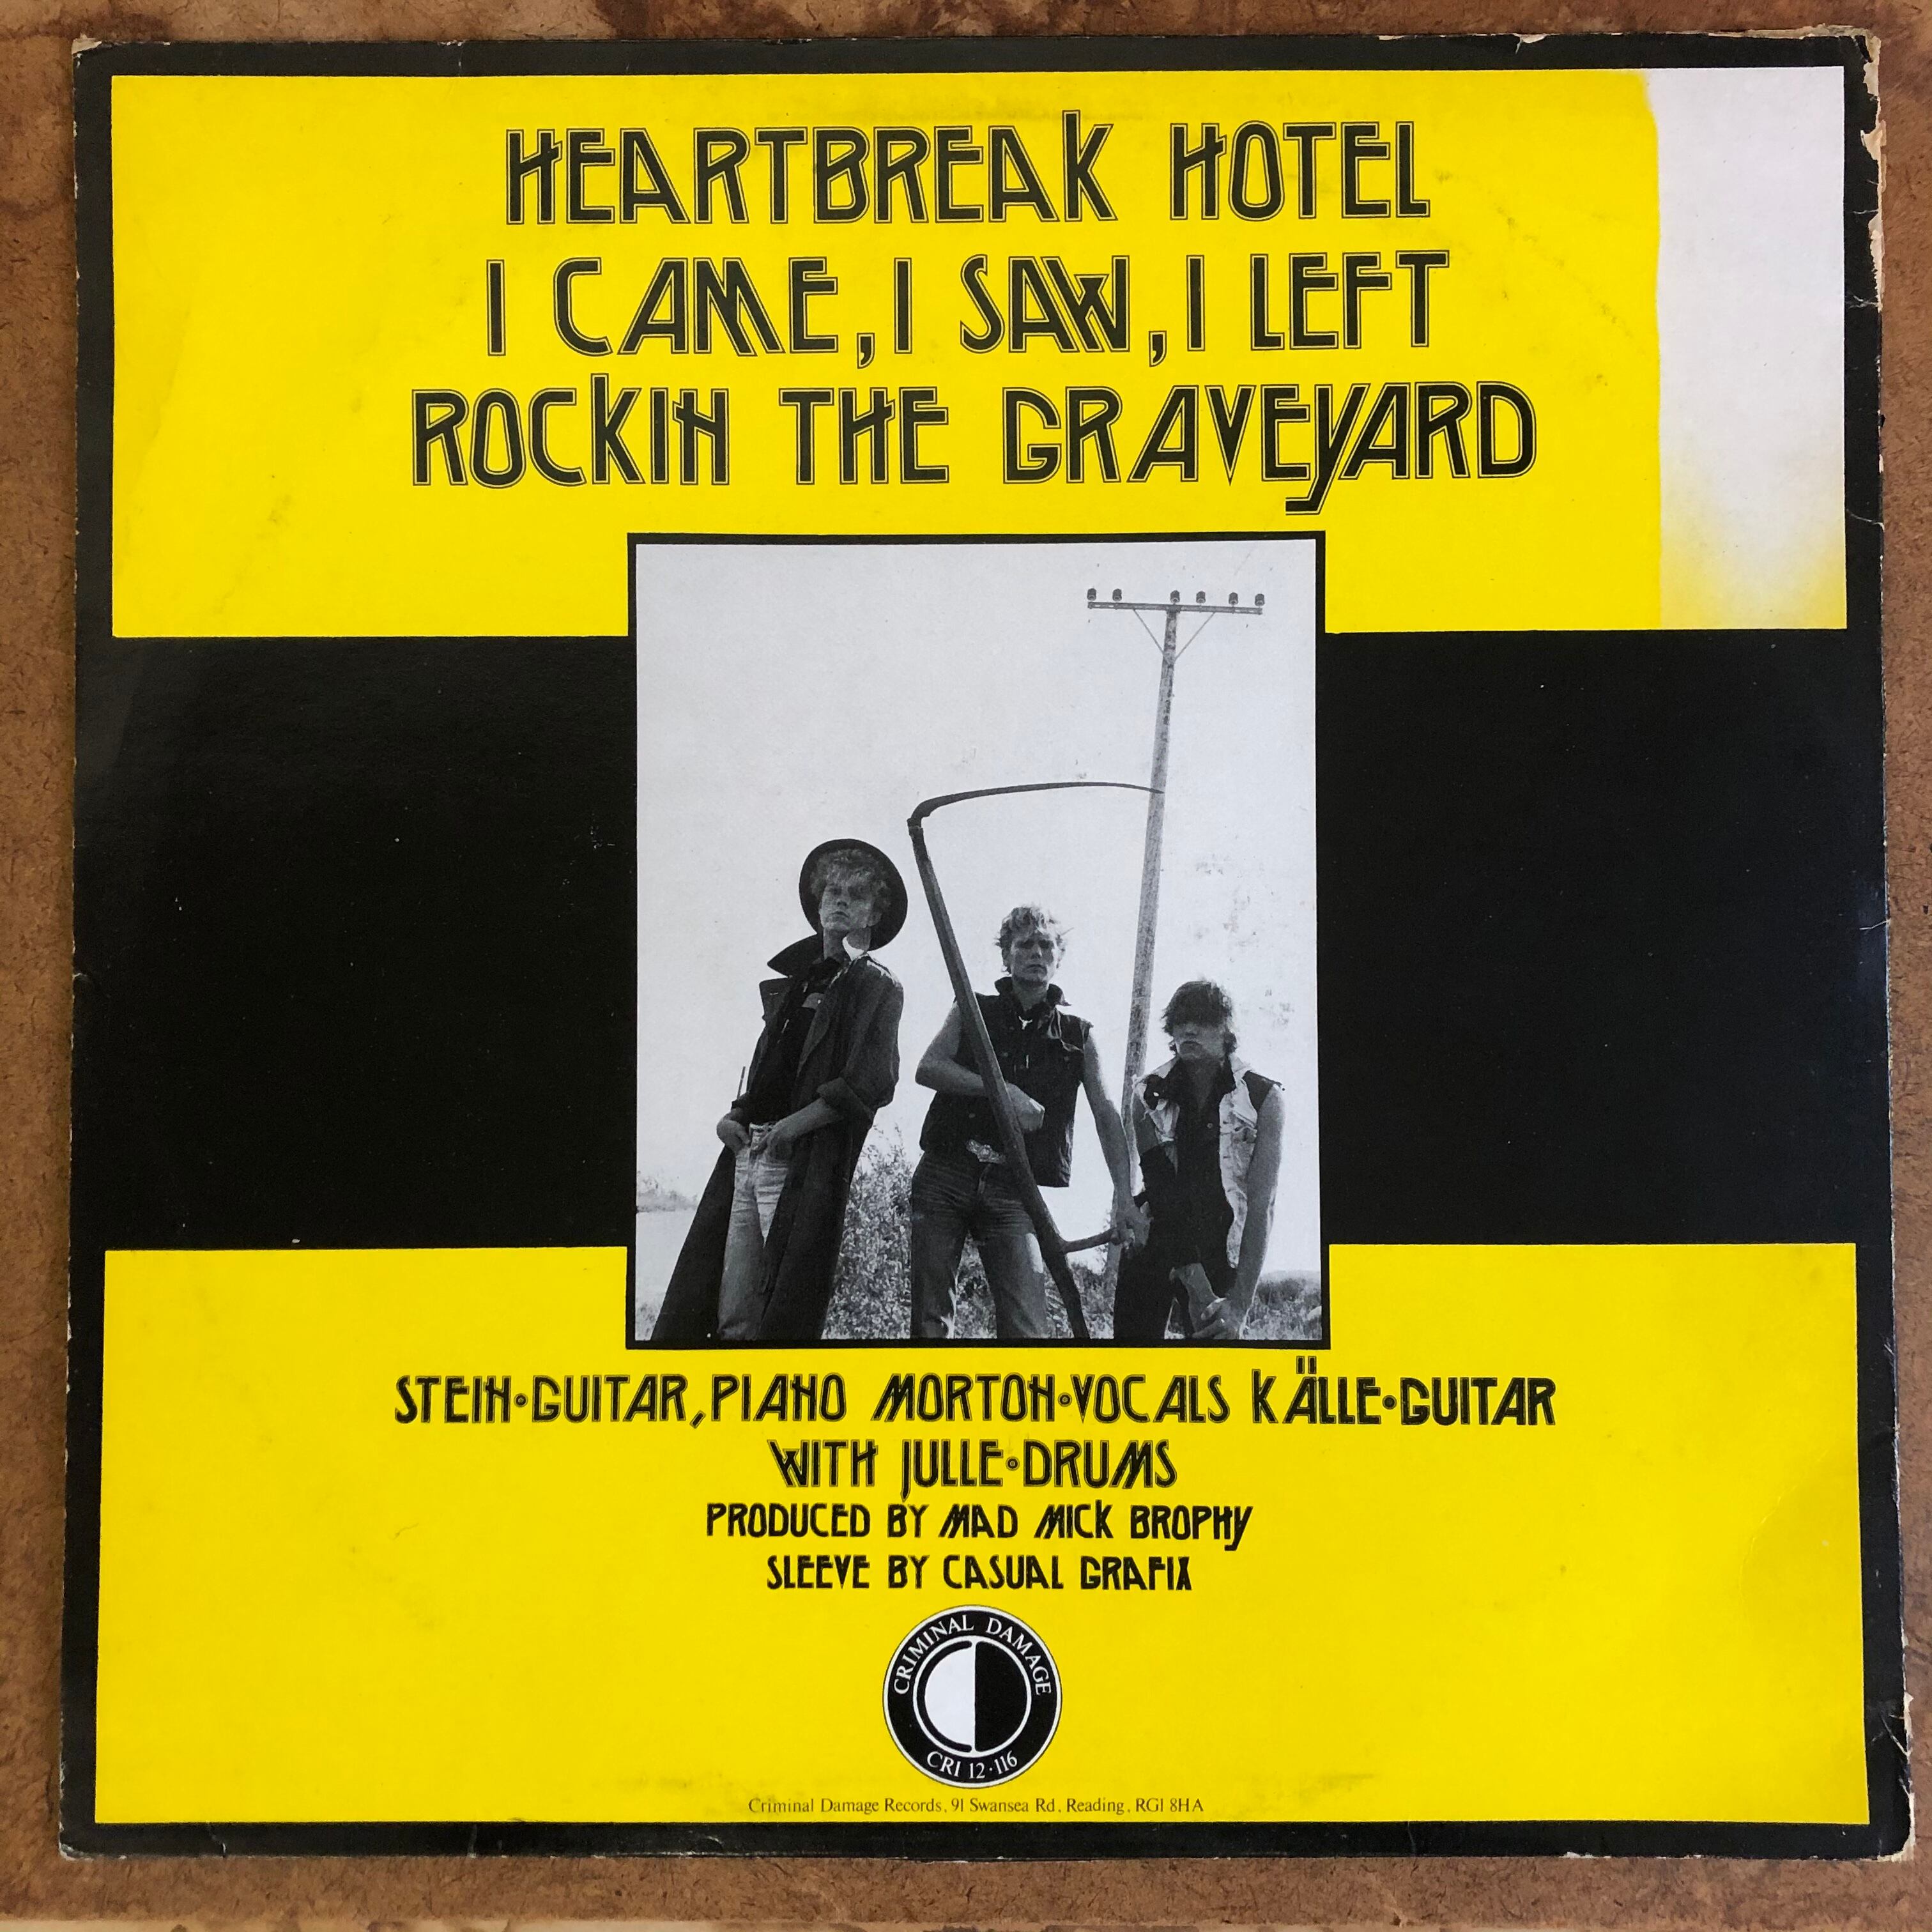 HEARTBREAK HOTEL
I CAME, I SAW, I LEFT
ROCKIN THE GRAVEYARD
STEIN•GUITAR, PIANO MORTON•VOCALS KÄLLE•GUITAR
WITH JULLE•DRUMS
PRODUCED BY MAD MICK BROPHY
SLEEVE BY CASUAL GRAFIX
CRIMINAL DAMAGE
CRI 12·116
Criminal Damage Records, 91 Swansea Rd, Reading, RG1 8HA